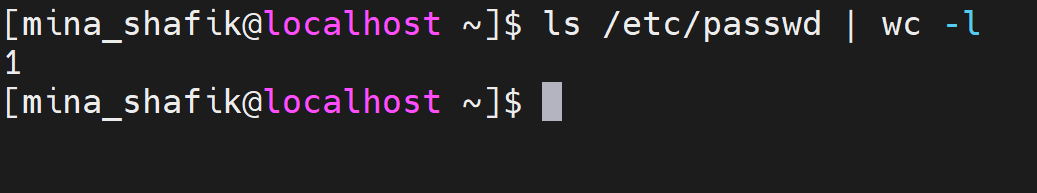 [mina_shafik@localhost ~]$ ls /etc/passwd | wc -l
1
[mina_shafik@localhost ~]$